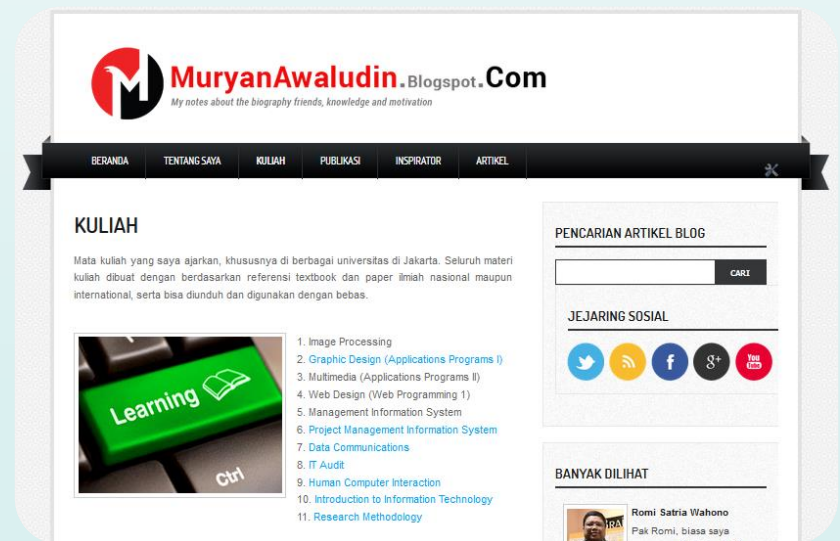 MuryanAwaludin.Blogspot.Com
My notes about the biography friends, knowledge and motivation
BERANDA TENTANG SAYA KULIAH PUBLIKASI INSPIRATOR ARTIKEL
KULIAH
Mata kuliah yang saya ajarkan, khususnya di berbagai universitas di Jakarta. Seluruh materi
kuliah dibuat dengan berdasarkan referensi textbook dan paper ilmiah nasional maupun
international, serta bisa diunduh dan digunakan dengan bebas.
Learning
Ctrl
1. Image Processing
2. Graphic Design (Applications Programs I)
3. Multimedia (Applications Programs II)
4. Web Design (Web Programming 1)
5. Management Information System
6. Project Management Information System
7. Data Communications
8. IT Audit
9. Human Computer Interaction
10. Introduction to Information Technology
11. Research Methodology
PENCARIAN ARTIKEL BLOG
CARI
JEJARING SOSIAL
f
g+
You
Tube
BANYAK DILIHAT
Romi Satria Wahono
Pak Romi, biasa saya